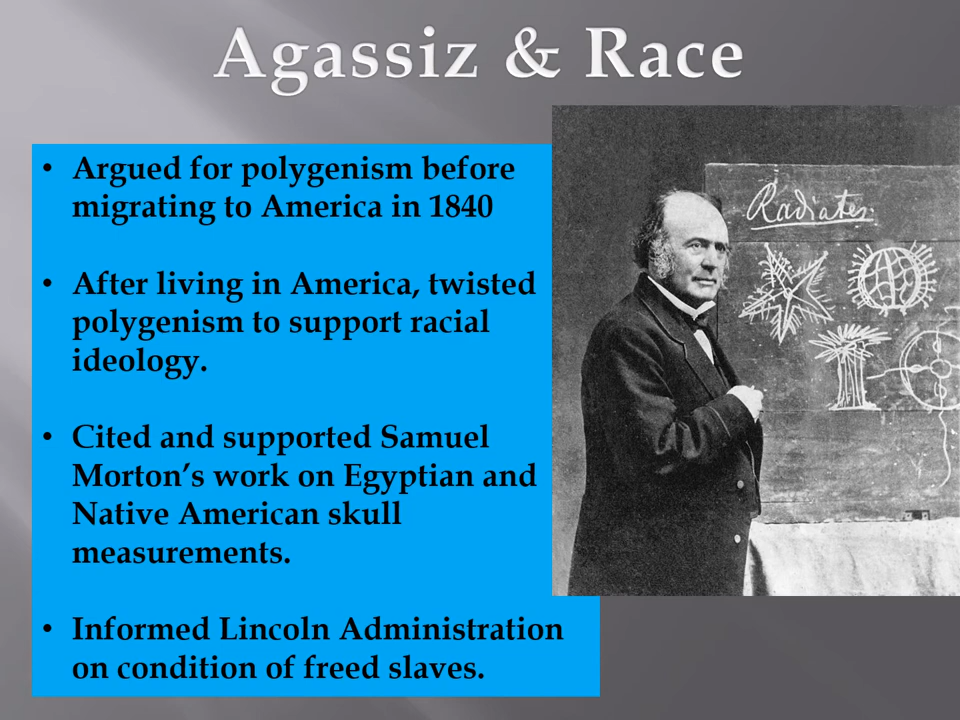 Agassiz & Race
• Argued for polygenism before
migrating to America in 1840
• After living in America, twisted
polygenism to support racial
ideology.
• Cited and supported Samuel
Morton’s work on Egyptian and
Native American skull
measurements.
• Informed Lincoln Administration
on condition of freed slaves.
Radiates.